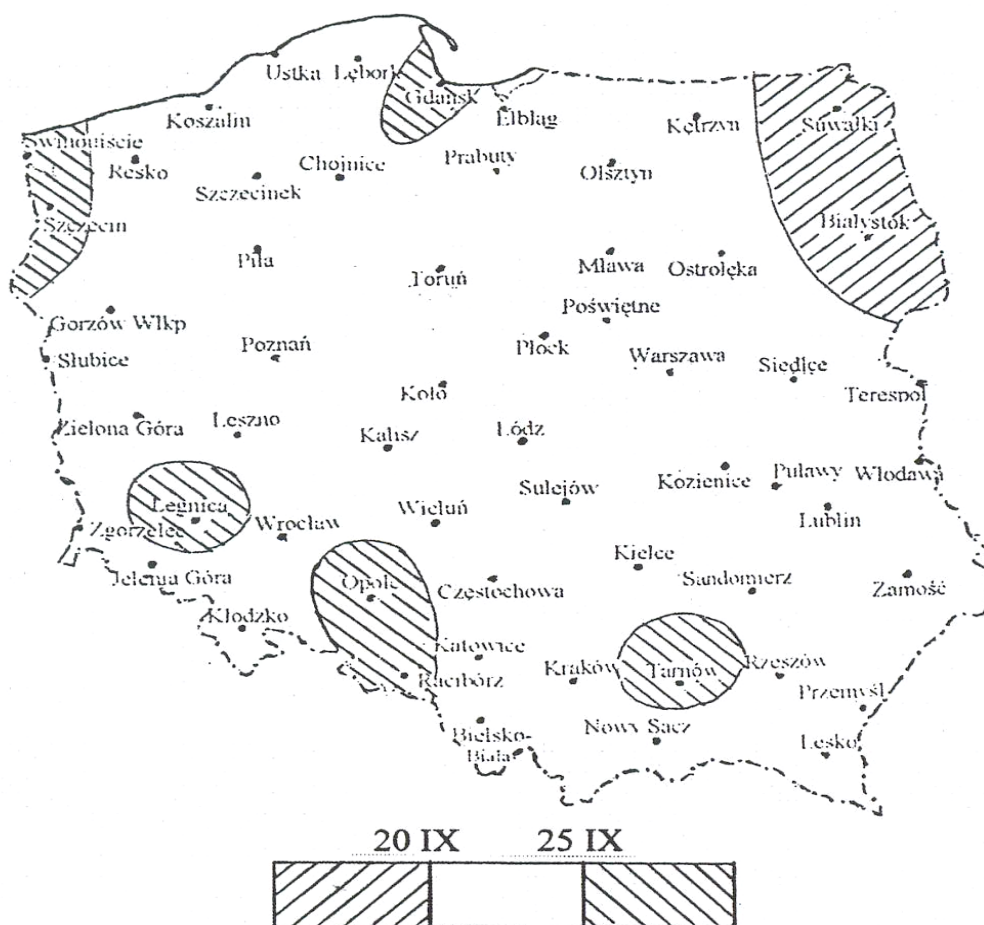 Ustka Lębork
Gdańsk
Koszalin
Elbląg
Kętrzyn
Suwałki
Świnoujście
Resko
Chojnice
Prabuty
Olsztyn
Szczecinek
Szczecin
Białystok
Piła
Toruń
Mława
Ostrołęka
Gorzów Wlkp
Poświętne
Słubice
Poznań
Płock
Warszawa
Siedlce
Koło
Terespol
Zielona Góra
Leszno
Kalisz
Łódz
Kozienice
Puławy
Włodawa
Legnica
Sulejów
Zgorzelec
Wrocław
Wieluń
Lublin
Kielce
Jelenia Góra
Opole
Częstochowa
Sandomierz
Zamość
Kłodzko
Katowice
Racibórz
Kraków
Tarnów
Rzeszów
Przemyśl
Bielsko-
Biała
Nowy Sacz
Lesko
20 IX 25 IX